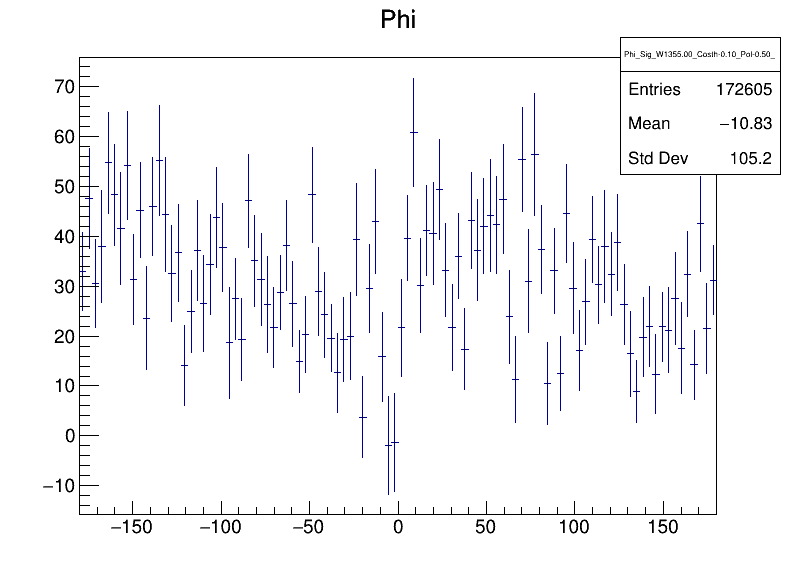 Phi
Phi_Sig_W1355.00_Costh-0.10_Pol-0.50_
Entries 172605
Mean −10.83
Std Dev 105.2
70
60
50
40
30
20
10
0
−10
−150 −100 −50 0 50 100 150